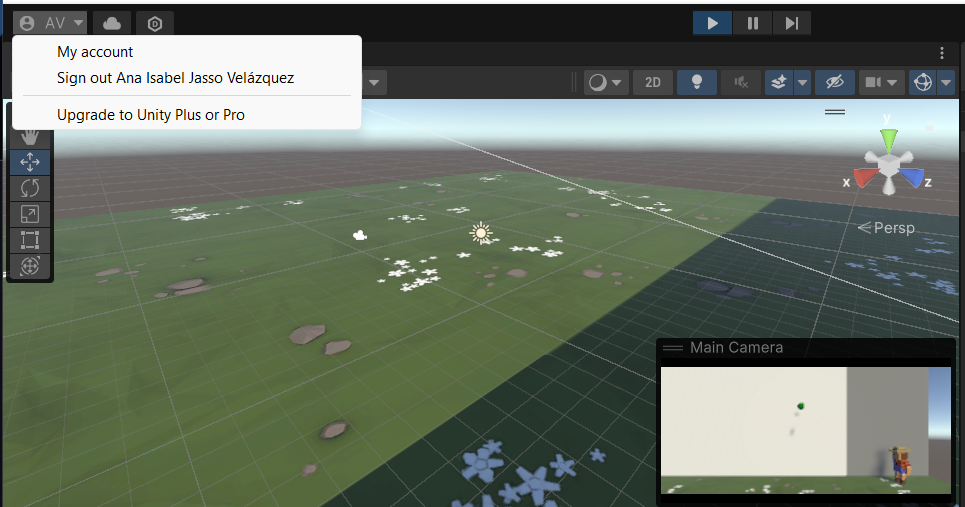 AV
My account
Sign out Ana Isabel Jasso Velázquez
Upgrade to Unity Plus or Pro
2D
y
x
z
Persp
Main Camera